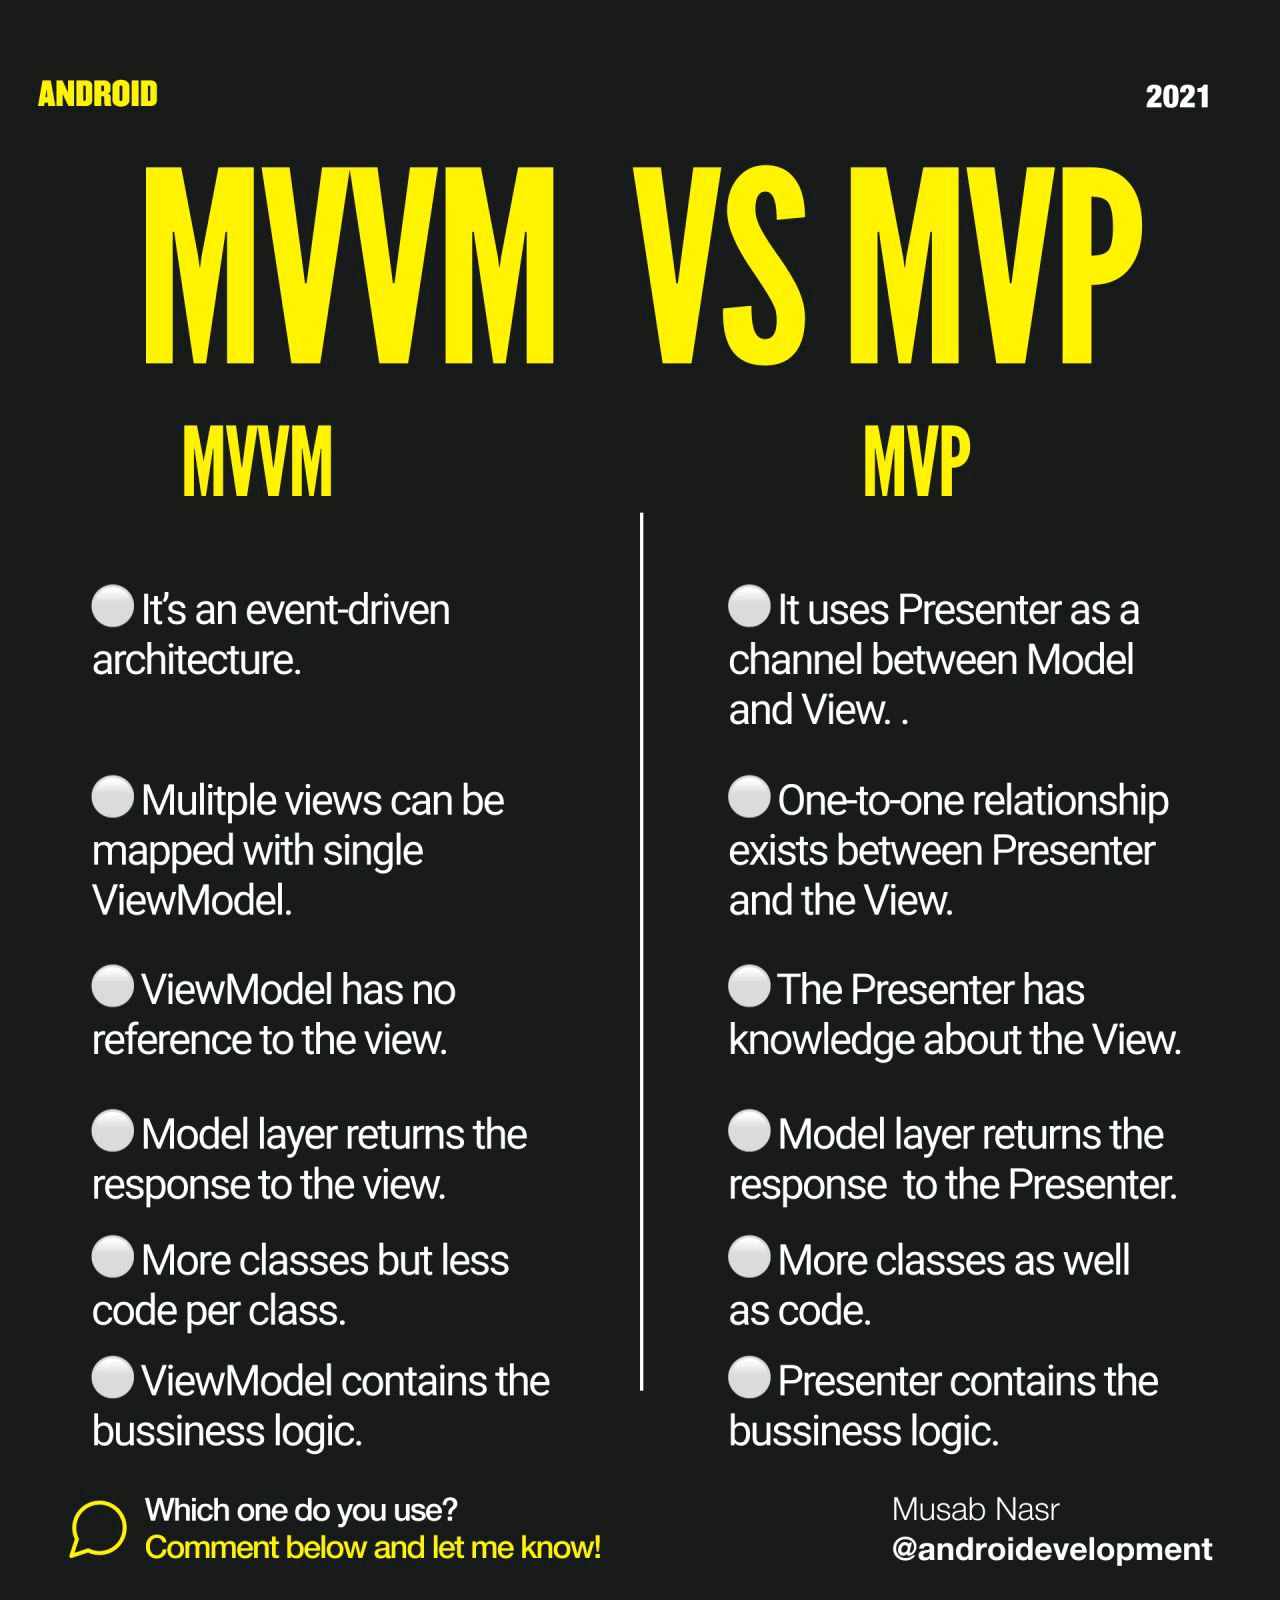 ANDROID
2021
MVVM VS MVP
MVVM
It's an event-driven
architecture.
Mulitple views can be
mapped with single
ViewModel.
ViewModel has no
reference to the view.
Model layer returns the
response to the view.
More classes but less
code per class.
ViewModel contains the
bussiness logic.
MVP
It uses Presenter as a
channel between Model
and View. .
One-to-one relationship
exists between Presenter
and the View.
The Presenter has
knowledge about the View.
Model layer returns the
response  to the Presenter.
More classes as well
as code.
Presenter contains the
bussiness logic.
Which one do you use?
Comment below and let me know!
Musab Nasr
@androidevelopment